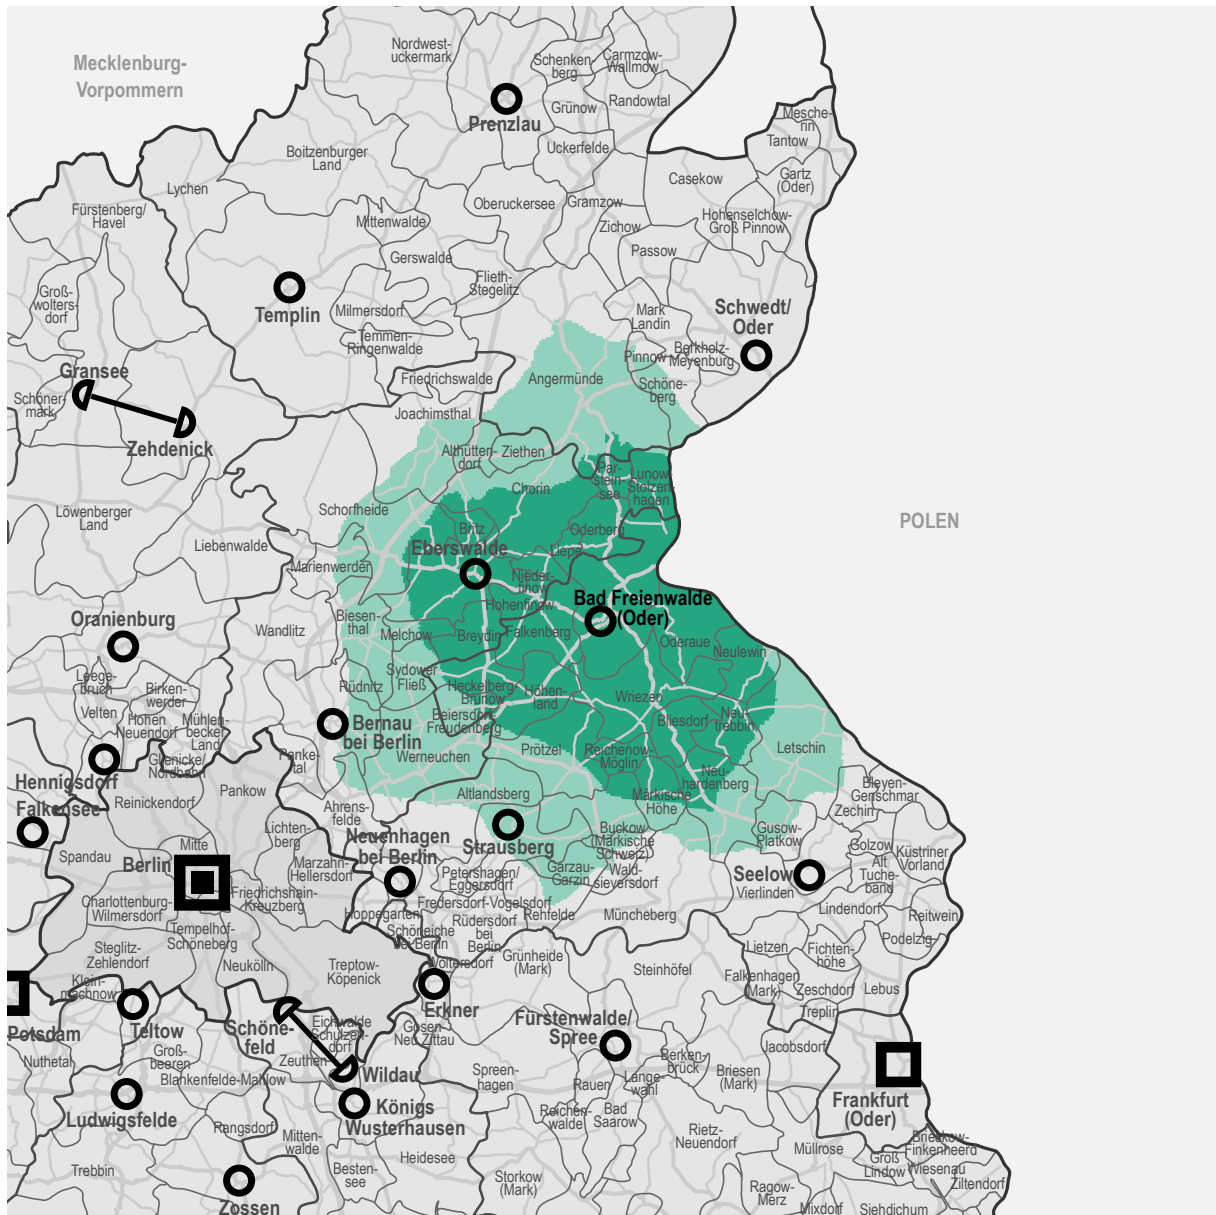 Mecklenburg-
Vorpommern
Nordwest-
uckermark
Schenken-
berg
Carmzow-
Wallmow
Prenzlau
Grünow
Randowtal
Uckerfelde
Mesche-
rin
Tantow
Gartz
(Oder)
Boitzenburger
Land
Lychen
Casekow
Fürstenberg/
Havel
Mittenwalde
Oberuckersee
Gramzow
Zichow
Hohenselchow-
Groß Pinnow
Passow
Gerswalde
Flieth-
Stegelitz
Groß-
wolters-
dorf
Templin
Milmersdorf
Temmen-
Ringenwalde
Mark
Landin
Schwedt/
Oder
Pinnow
Berkholz-
Meyenburg
Gransee
Schöner-
mark
Friedrichswalde
Angermünde
Schöne-
berg
Joachimsthal
Zehdenick
Althütten-
dorf
Ziethen
Par-
stein-
see
Lunow-
Stolzen-
hagen
Chorin
Schorfheide
Löwenberger
Land
Britz
Oderberg
POLEN
Liebenwalde
Eberswalde
Liepe
Marienwerder
Nieder-
finow
Hohenfinow
Bad Freienwalde
(Oder)
Oranienburg
Wandlitz
Biesen-
thal
Melchow
Breydin
Falkenberg
Oderaue
Neulewin
Leege-
bruch
Birken-
werder
Rüdnitz
Sydower
Fließ
Heckelberg-
Brunow
Höhen-
land
Wriezen
Velten
Hohen
Neuendorf
Mühlen-
becker
Land
Bernau
bei Berlin
Beiersdorf-
Freudenberg
Bliesdorf
Neu-
trebbin
Glienicke/
Nordbahn
Panke-
tal
Werneuchen
Prötzel
Reichenow-
Möglin
Letschin
Hennigsdorf
Pankow
Neu-
hardenberg
Bleyen-
Genschmar
Falkensee
Reinickendorf
Ahrens-
felde
Altlandsberg
Märkische
Höhe
Zechin
Spandau
Mitte
Lichten-
berg
Neuenhagen
bei Berlin
Strausberg
Buckow
(Märkische
Schweiz)
Gusow-
Platkow
Golzow
Küstriner
Vorland
Berlin
Marzahn-
Hellersdorf
Petershagen/
Eggersdorf
Garzau-
Garzin
Wald-
sieversdorf
Seelow
Vierlinden
Alt
Tuche-
band
Charlottenburg-
Wilmersdorf
Friedrichshain-
Kreuzberg
Hoppegarten
Fredersdorf-Vogelsdorf
Rehfelde
Müncheberg
Lindendorf
Reitwein
Tempelhof-
Schöneberg
Schöneiche
bei Berlin
Rüdersdorf
bei
Berlin
Podelzig
Steglitz-
Zehlendorf
Neukölln
Treptow-
Köpenick
Woltersdorf
Grünheide
(Mark)
Steinhöfel
Lietzen
Fichten-
höhe
Klein-
machnow
Falkenhagen
(Mark)
Zeschdorf
Lebus
Potsdam
Teltow
Schöne-
feld
Eichwalde
Schulzen-
dorf
Erkner
Gosen-
Neu Zittau
Fürstenwalde/
Spree
Treplin
Nuthetal
Groß-
beeren
Zeuthen
Wildau
Jacobsdorf
Blankenfelde-Mahlow
Spreen-
hagen
Rauen
Lange-
wahl
Berken-
brück
Briesen
(Mark)
Frankfurt
(Oder)
Ludwigsfelde
Königs
Wusterhausen
Reichen-
walde
Bad
Saarow
Rangsdorf
Mitten-
walde
Rietz-
Neuendorf
Müllrose
Brieskow-
Finkenheerd
Trebbin
Besten-
see
Heidesee
Storkow
(Mark)
Groß
Lindow
Wiesenau
Ziltendorf
Zossen
Ragow-
Merz
Mixdorf
Siehdichum